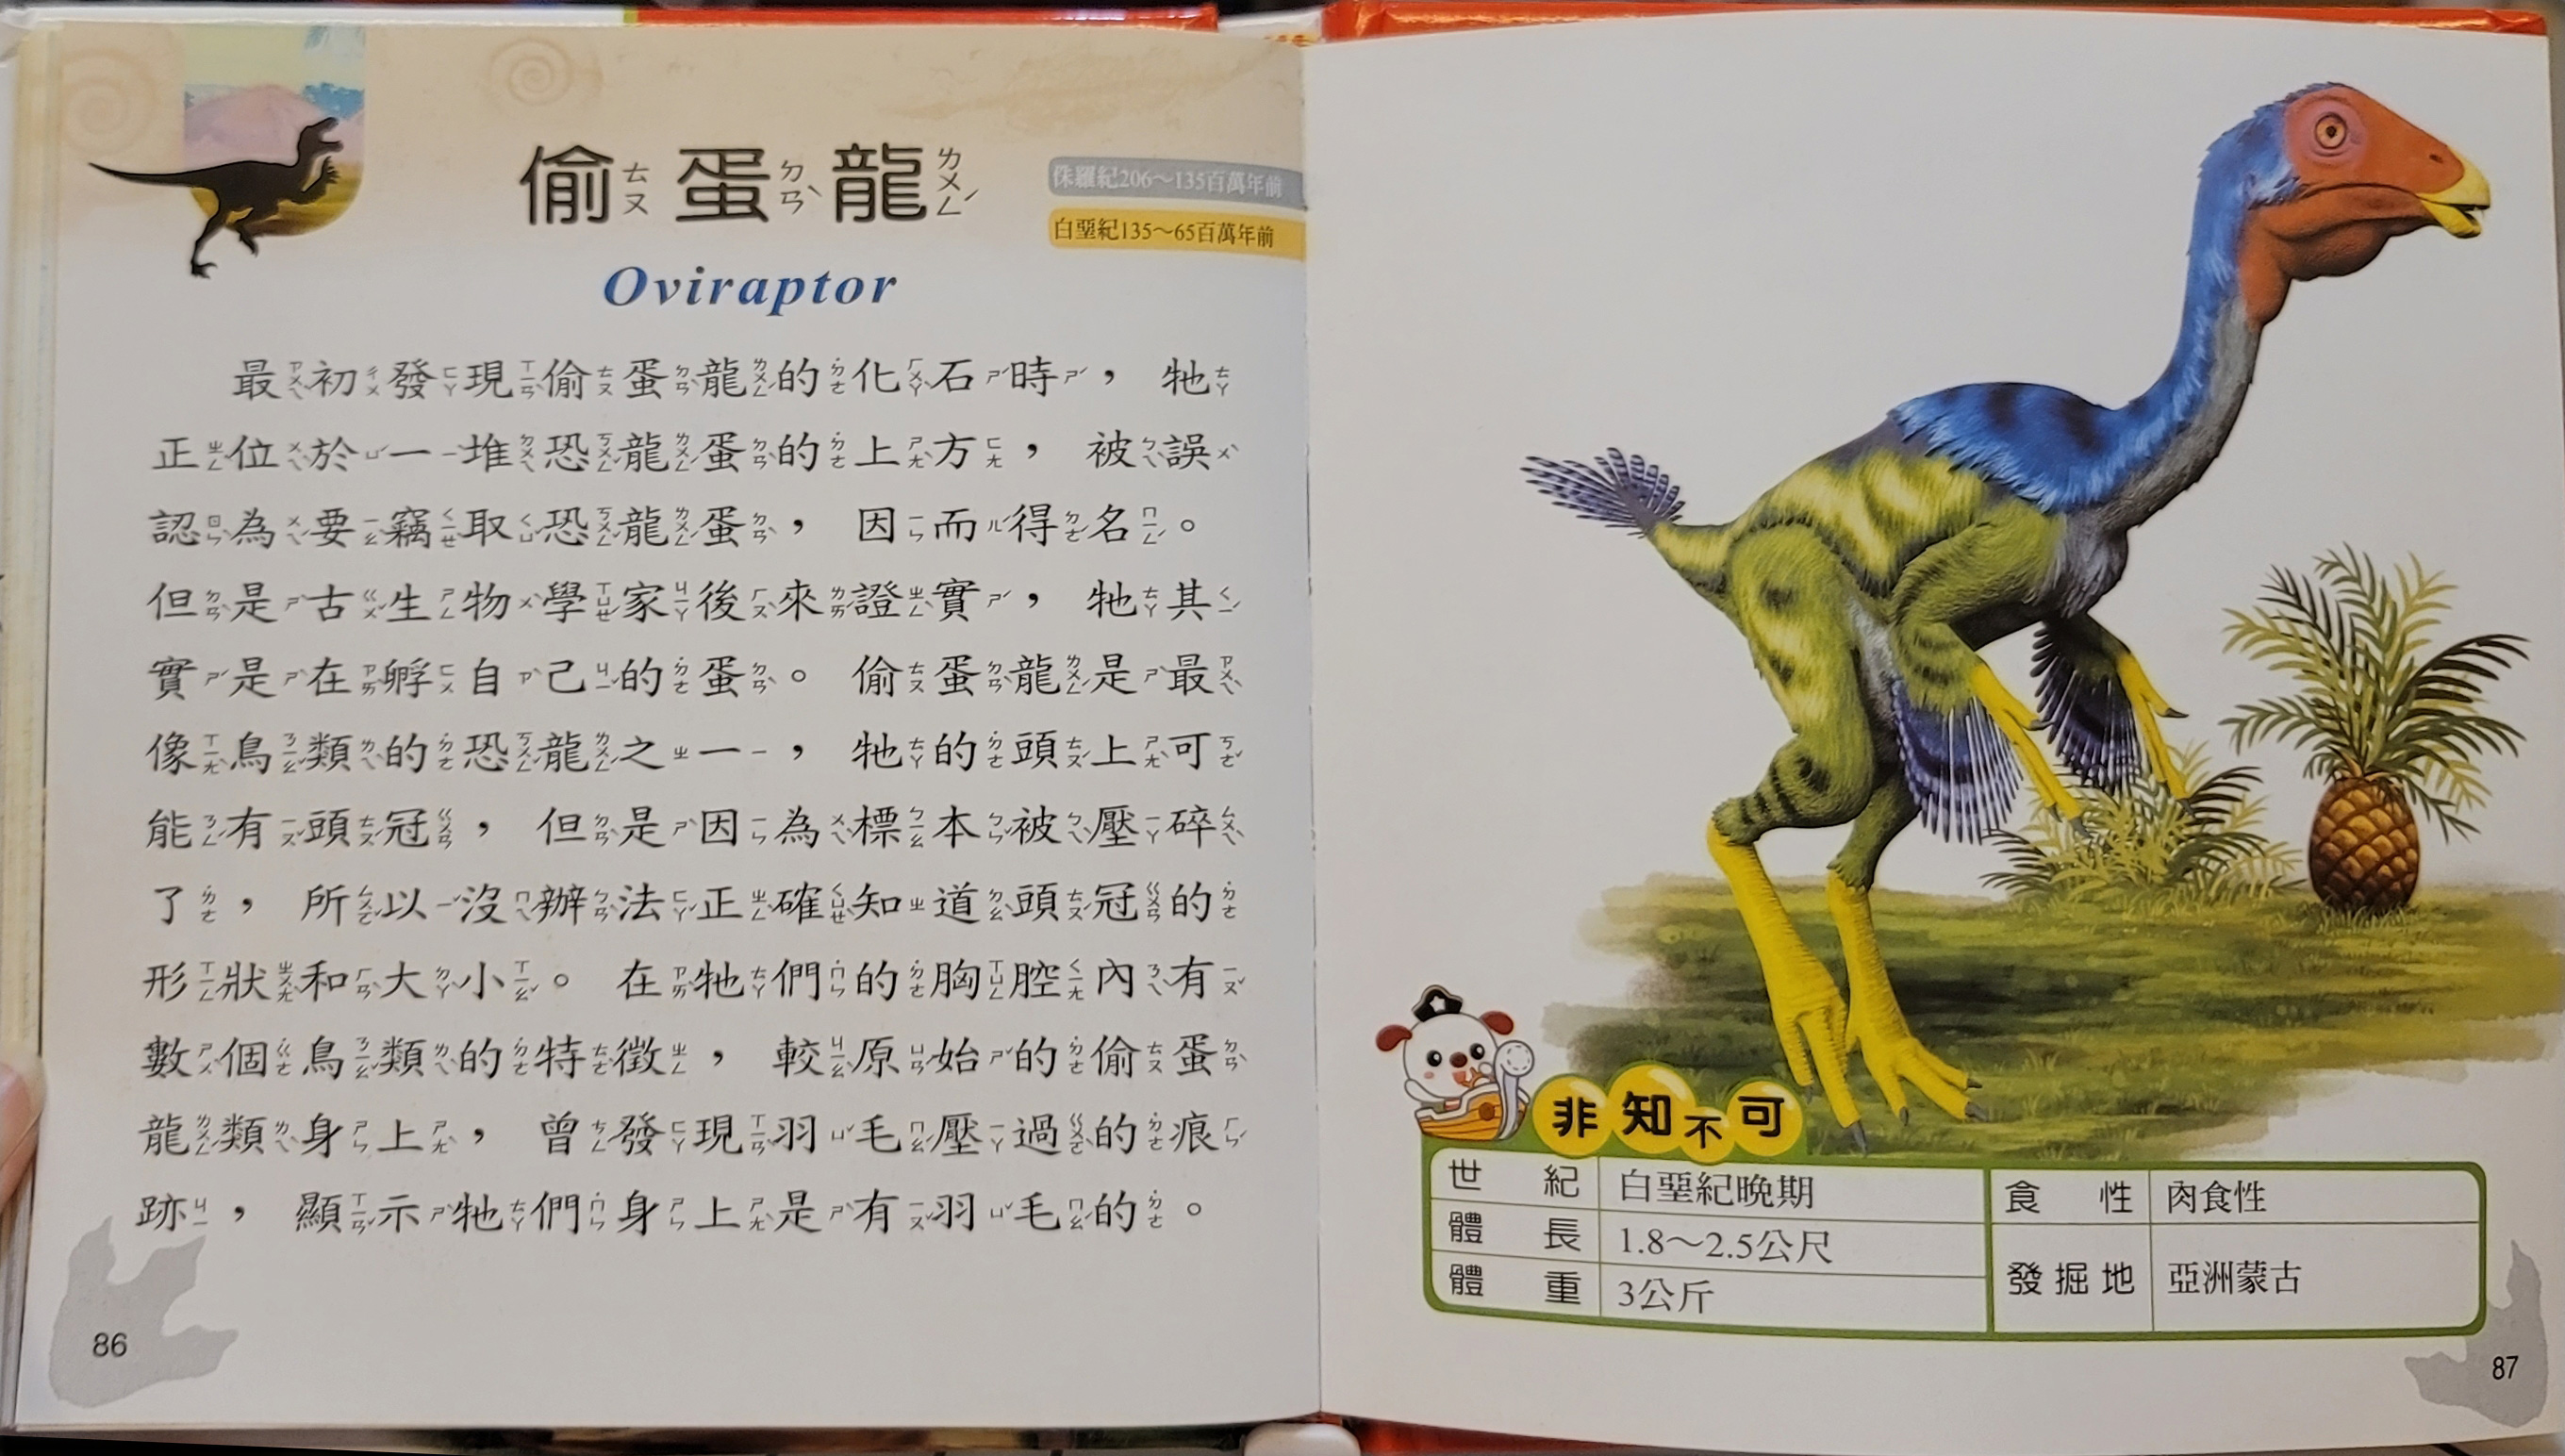 偷蛋龍
侏羅紀206～135百萬年前
白堊紀135～65百萬年前
Oviraptor
最初發現偷蛋龍的化石時，牠
正位於一堆恐龍蛋的上方，被誤
認為要竊取恐龍蛋，因而得名。
但是古生物學家後來證實，牠其
實是在孵自己的蛋。偷蛋龍是最
像鳥類的恐龍之一，牠的頭上可
能有頭冠，但是因為標本被壓碎
了，所以沒辦法正確知道頭冠的
形狀和大小。在牠們的胸腔內有
數個鳥類的特徵，較原始的偷蛋
龍類身上，曾發現羽毛壓過的痕
跡，顯示牠們身上是有羽毛的。
86
非知不可
世紀 白堊紀晚期
體長 1.8～2.5公尺
體重 3公斤
食性 肉食性
發掘地 亞洲蒙古
87